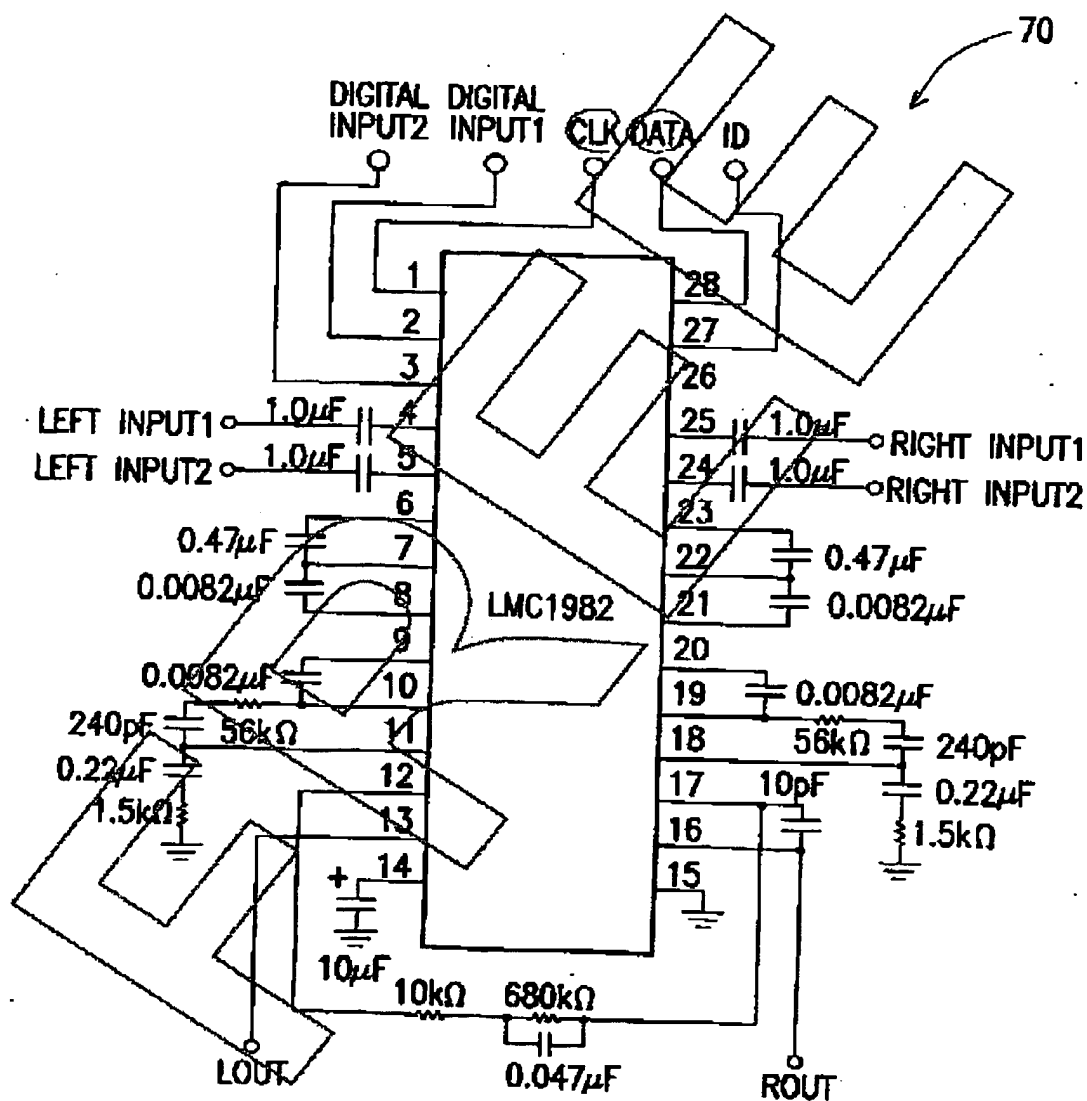 70
DIGITAL INPUT2
DIGITAL INPUT1
CLK
DATA
ID
1
2
3
4
5
6
7
8
9
10
11
12
13
14
28
27
26
25
24
23
22
21
20
19
18
17
16
15
LEFT INPUT1
1.0µF
LEFT INPUT2
1.0µF
0.47µF
0.0082µF
0.0082µF
240pF
56kΩ
0.22µF
1.5kΩ
+
10µF
LMC1982
1.0µF
RIGHT INPUT1
1.0µF
RIGHT INPUT2
0.47µF
0.0082µF
0.0082µF
56kΩ
240pF
10pF
0.22µF
1.5kΩ
10kΩ
680kΩ
0.047µF
LOUT
ROUT